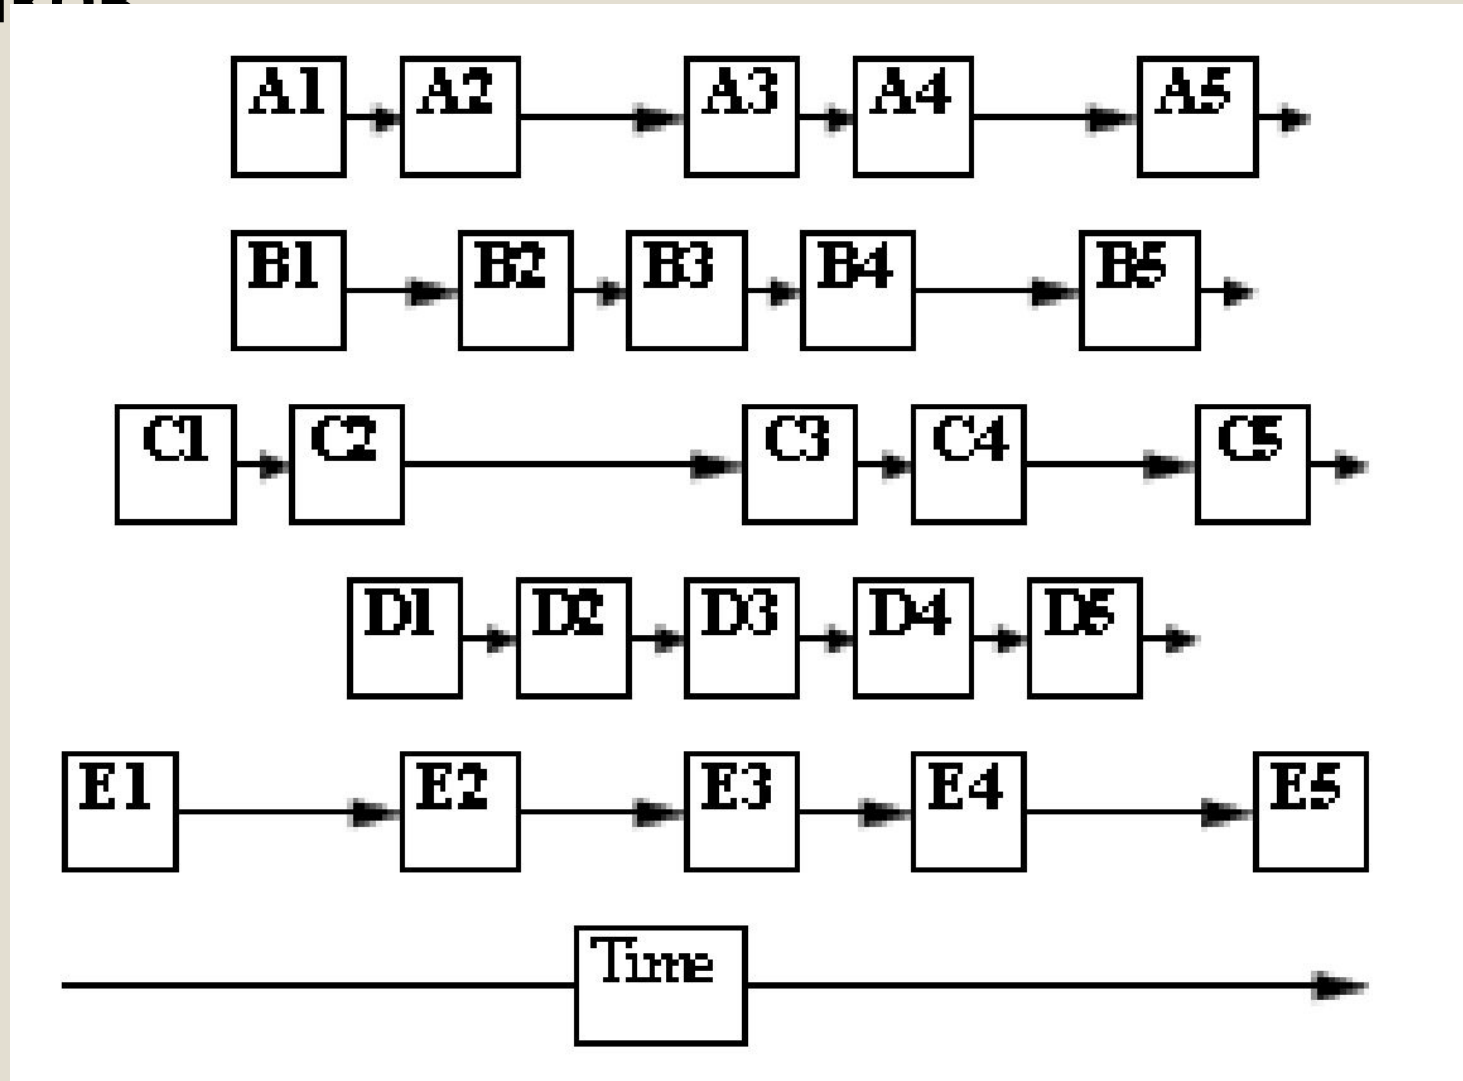 A1 A2 A3 A4 A5
B1 B2 B3 B4 B5
C1 C2 C3 C4 C5
D1 D2 D3 D4 D5
E1 E2 E3 E4 E5
Time